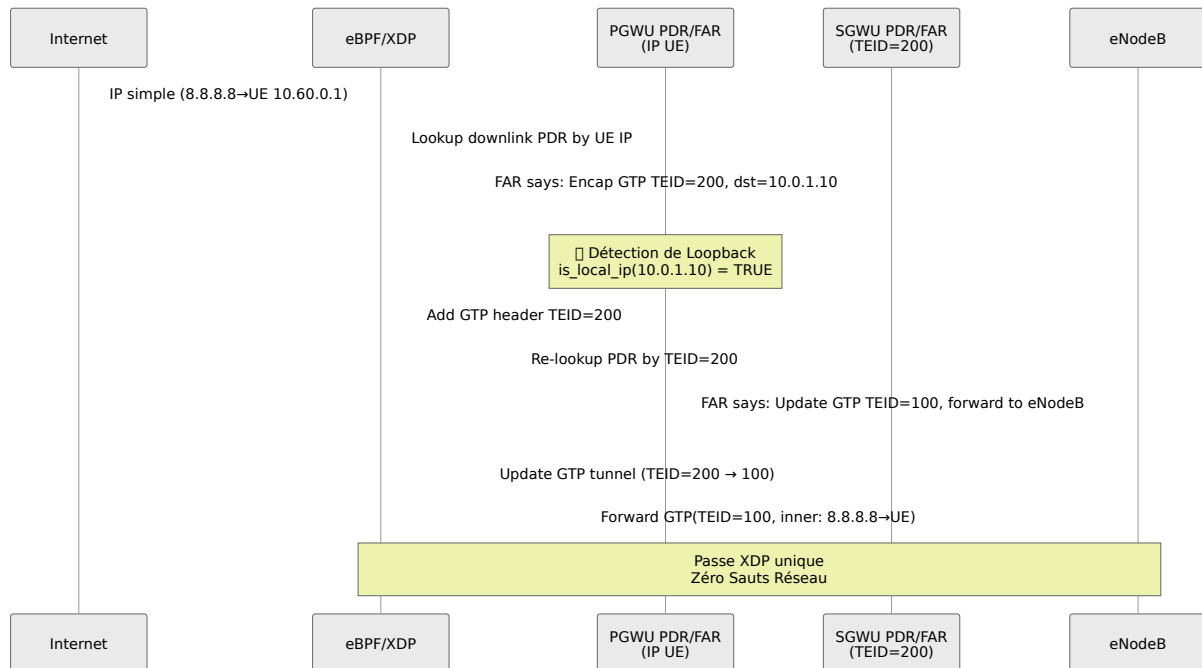 Internet
eBPF/XDP
PGWU PDR/FAR
(IP UE)
SGWU PDR/FAR
(TEID=200)
eNodeB
IP simple (8.8.8.8→UE 10.60.0.1)
Lookup downlink PDR by UE IP
FAR says: Encap GTP TEID=200, dst=10.0.1.10
Détection de Loopback
is_local_ip(10.0.1.10) = TRUE
Add GTP header TEID=200
Re-lookup PDR by TEID=200
FAR says: Update GTP TEID=100, forward to eNodeB
Update GTP tunnel (TEID=200 → 100)
Forward GTP(TEID=100, inner: 8.8.8.8→UE)
Passe XDP unique
Zéro Sauts Réseau
Internet
eBPF/XDP
PGWU PDR/FAR
(IP UE)
SGWU PDR/FAR
(TEID=200)
eNodeB